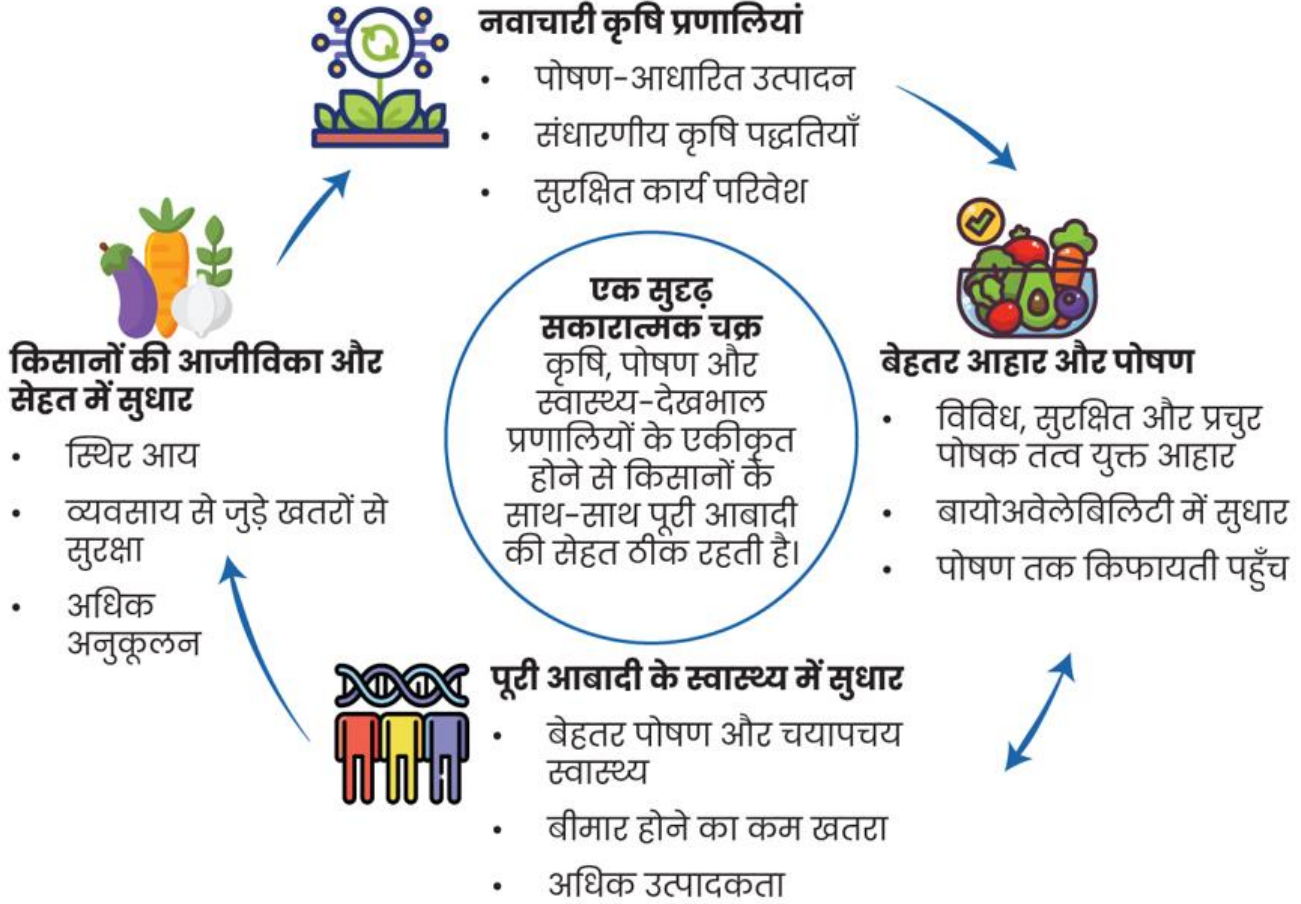 नवाचारी कृषि प्रणालियां
• पोषण-आधारित उत्पादन
• संधारणीय कृषि पद्धतियाँ
• सुरक्षित कार्य परिवेश
बेहतर आहार और पोषण
• विविध, सुरक्षित और प्रचुर
पोषक तत्व युक्त आहार
• बायोअवेलेबिलिटी में सुधार
• पोषण तक किफायती पहुँच
पूरी आबादी के स्वास्थ्य में सुधार
• बेहतर पोषण और चयापचय
स्वास्थ्य
• बीमार होने का कम खतरा
• अधिक उत्पादकता
किसानों की आजीविका और
सेहत में सुधार
• स्थिर आय
• व्यवसाय से जुड़े खतरों से
सुरक्षा
• अधिक
अनुकूलन
एक सुदृढ़
सकारात्मक चक्र
कृषि, पोषण और
स्वास्थ्य-देखभाल
प्रणालियों के एकीकृत
होने से किसानों के
साथ-साथ पूरी आबादी
की सेहत ठीक रहती है।